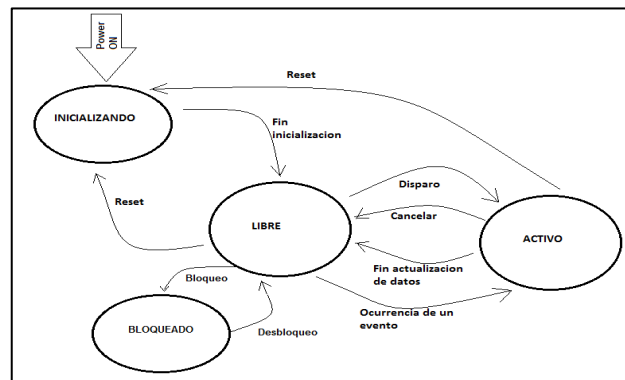 Power
ON
Reset
INICIALIZANDO
Fin
inicializacion
Disparo
Reset
Cancelar
LIBRE
ACTIVO
Fin actualizacion
de datos
Bloqueo
Ocurrencia de un
evento
BLOQUEADO
Desbloqueo